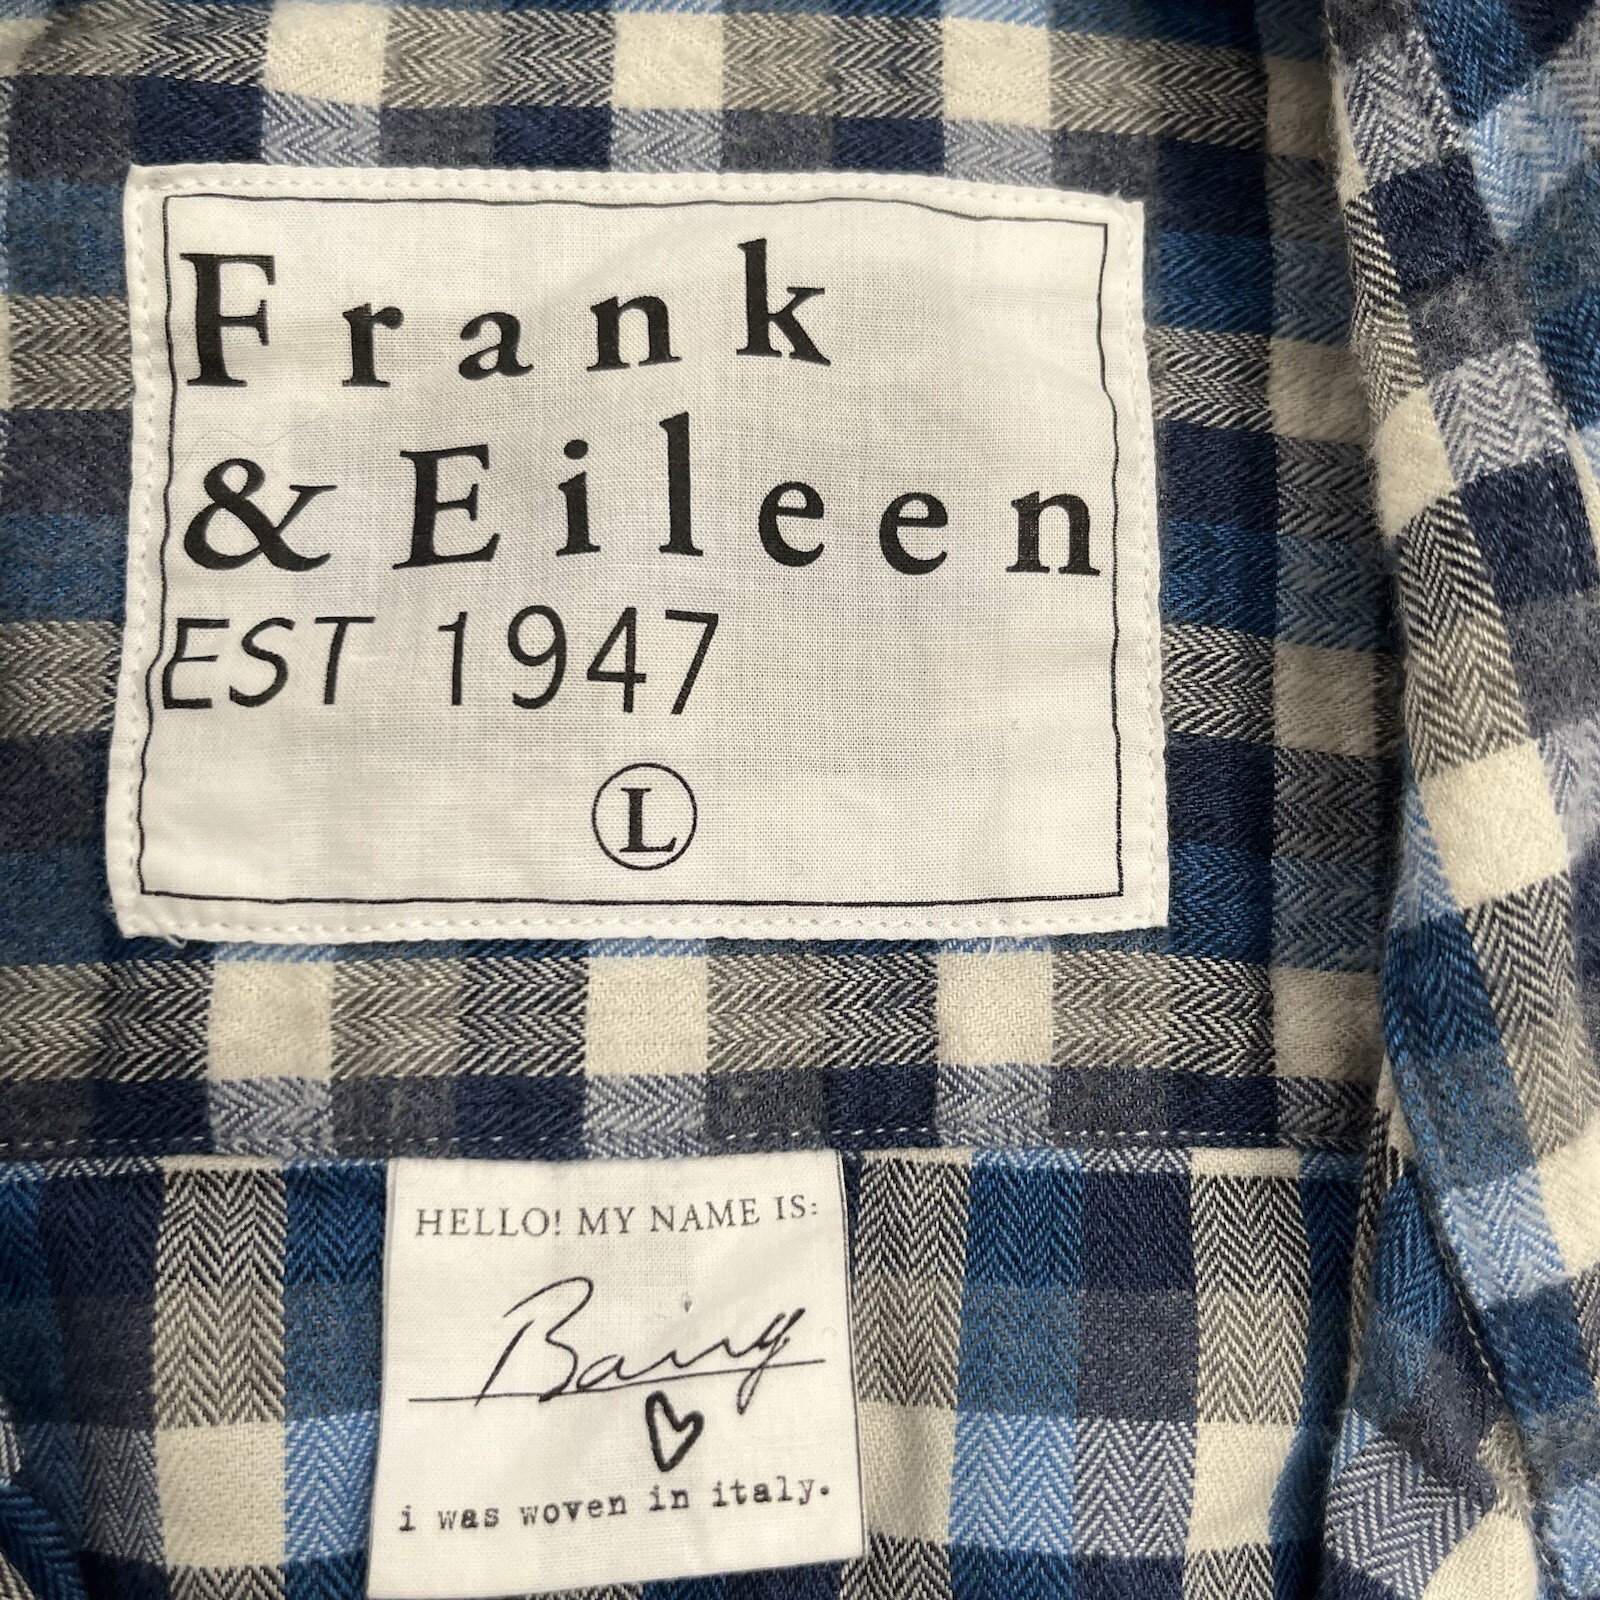 Frank
& Eileen
EST 1947
L
HELLO! MY NAME IS:
Barry
i was woven in italy.